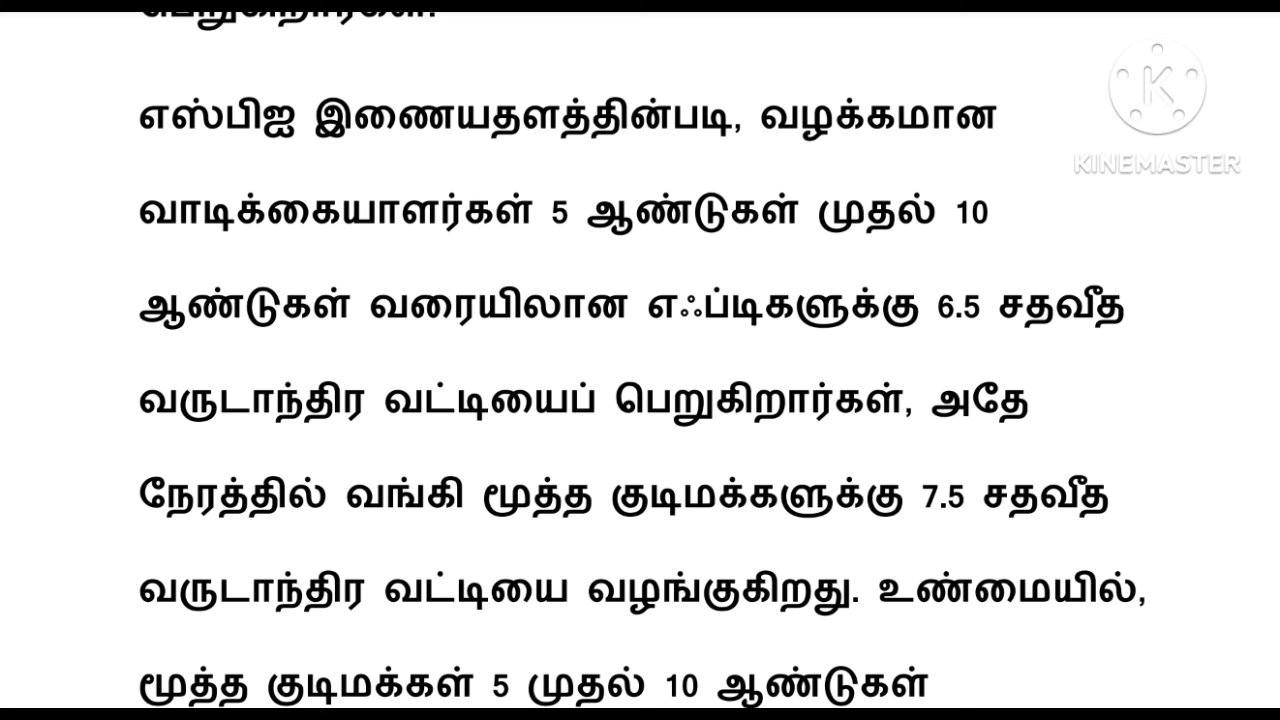 பெறுகிறார்கள்.
எஸ்பிஐ இணையதளத்தின்படி, வழக்கமான
வாடிக்கையாளர்கள் 5 ஆண்டுகள் முதல் 10
ஆண்டுகள் வரையிலான எஃப்டிகளுக்கு 6.5 சதவீத
வருடாந்திர வட்டியைப் பெறுகிறார்கள், அதே
நேரத்தில் வங்கி மூத்த குடிமக்களுக்கு 7.5 சதவீத
வருடாந்திர வட்டியை வழங்குகிறது. உண்மையில்,
மூத்த குடிமக்கள் 5 முதல் 10 ஆண்டுகள்
K
KINEMASTER